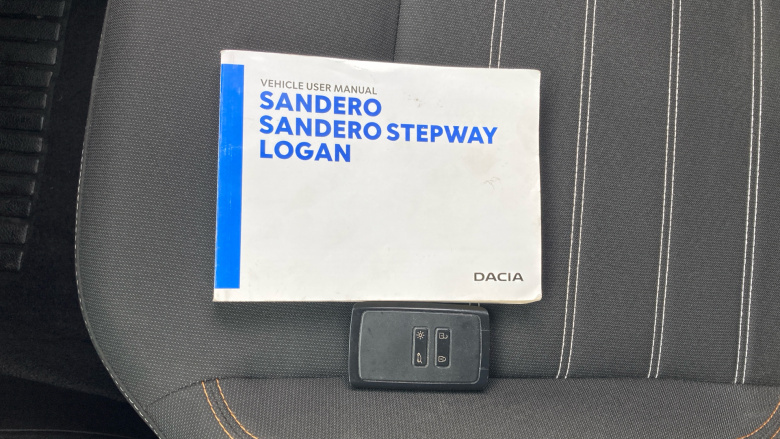 VEHICLE USER MANUAL
SANDERO
SANDERO STEPWAY
LOGAN
DACIA